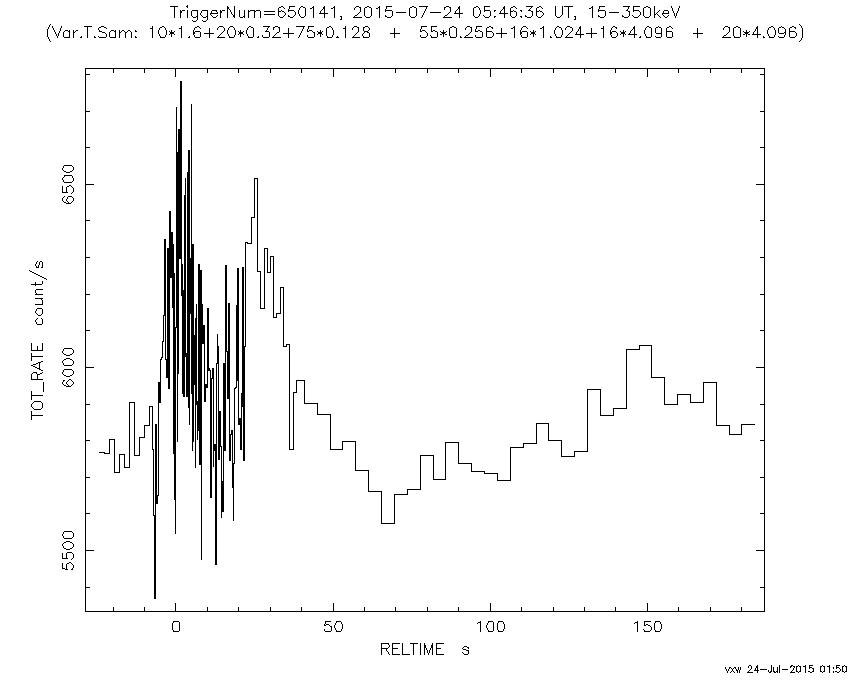 TriggerNum=650141, 2015-07-24 05:46:36 UT, 15-350keV
(Var.T.Sam: 10*1.6+20*0.32+75*0.128 + 55*0.256+16*1.024+16*4.096 + 20*4.096)
6500
6000
5500
TOT_RATE count/s
0 50 100 150
RELTIME s
vxw 24-Jul-2015 01:50